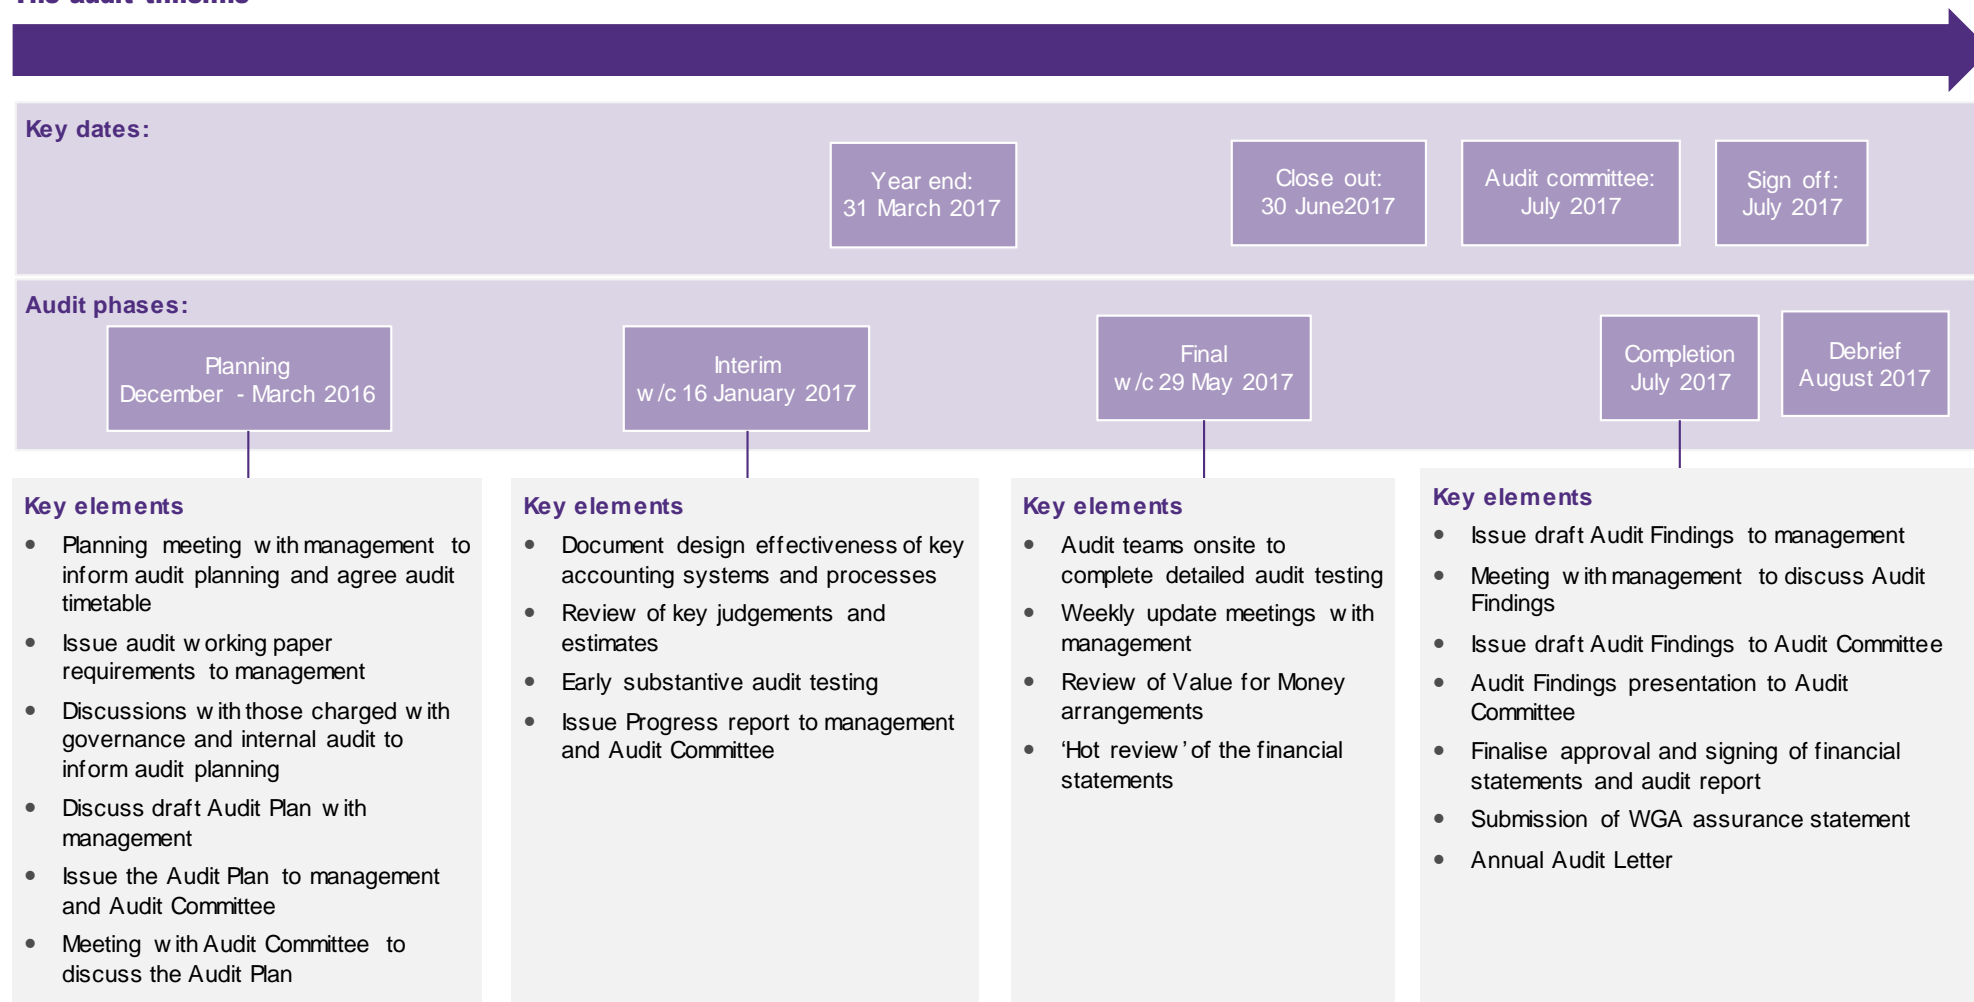 The audit timeline
Key dates:
Year end:
31 March 2017
Close out:
30 June2017
Audit committee:
July 2017
Sign off:
July 2017
Audit phases:
Planning
December - March 2016
Interim
w/c 16 January 2017
Final
w/c 29 May 2017
Completion
July 2017
Debrief
August 2017
Key elements
• Planning meeting with management to
inform audit planning and agree audit
timetable
• Issue audit working paper
requirements to management
• Discussions with those charged with
governance and internal audit to
inform audit planning
• Discuss draft Audit Plan with
management
• Issue the Audit Plan to management
and Audit Committee
• Meeting with Audit Committee to
discuss the Audit Plan
Key elements
• Document design effectiveness of key
accounting systems and processes
• Review of key judgements and
estimates
• Early substantive audit testing
• Issue Progress report to management
and Audit Committee
Key elements
• Audit teams onsite to
complete detailed audit testing
• Weekly update meetings with
management
• Review of Value for Money
arrangements
• ‘Hot review’ of the financial
statements
Key elements
• Issue draft Audit Findings to management
• Meeting with management to discuss Audit
Findings
• Issue draft Audit Findings to Audit Committee
• Audit Findings presentation to Audit
Committee
• Finalise approval and signing of financial
statements and audit report
• Submission of WGA assurance statement
• Annual Audit Letter